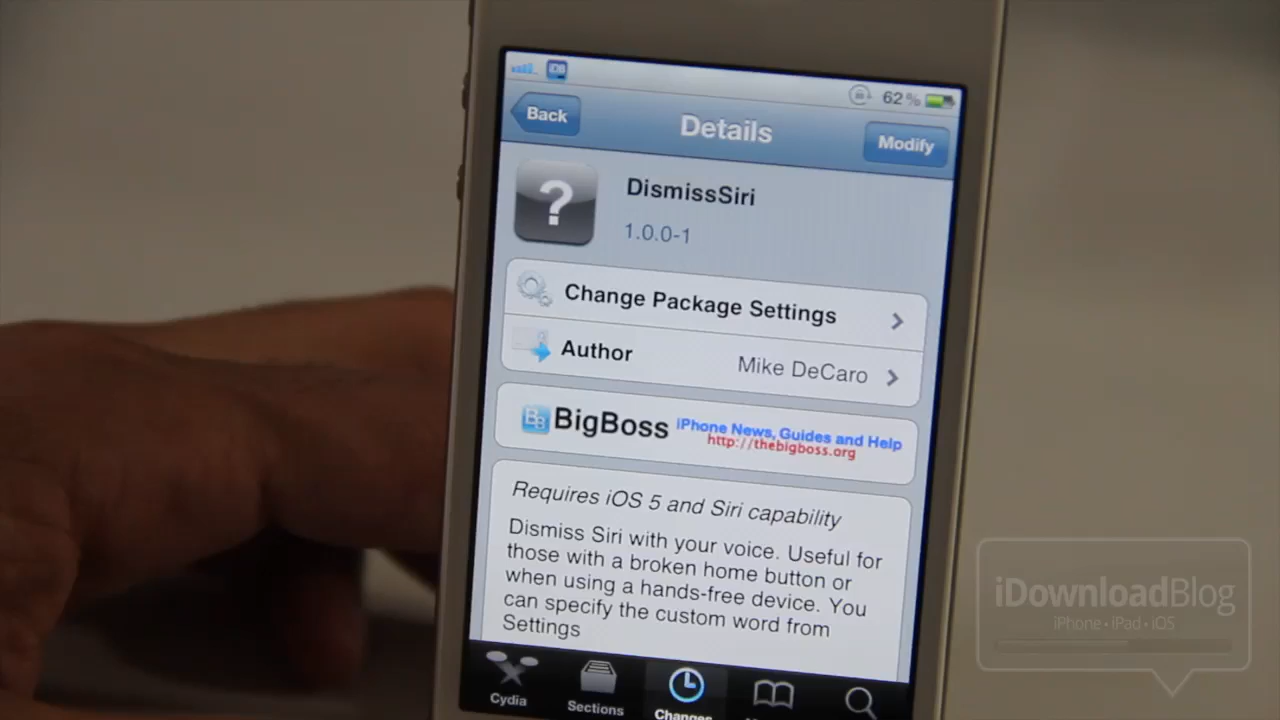 iDB
62%
Back
Details
Modify
?
DismissSiri
1.0.0-1
Change Package Settings
Author
Mike DeCaro
BB BigBoss
iPhone News, Guides and Help
http://thebigboss.org
Requires iOS 5 and Siri capability
Dismiss Siri with your voice. Useful for
those with a broken home button or
when using a hands-free device. You
can specify the custom word from
Settings
Cydia
Sections
Changes
iDownloadBlog
iPhone • iPad • iOS